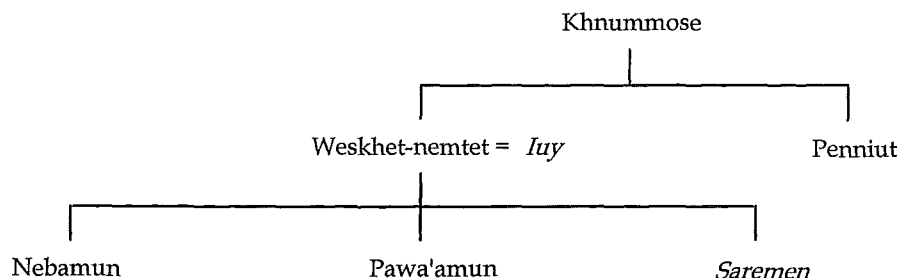 Khnummose
Weskhet-nemtet = Iuy Penniut
Nebamun Pawa'amun Saremen